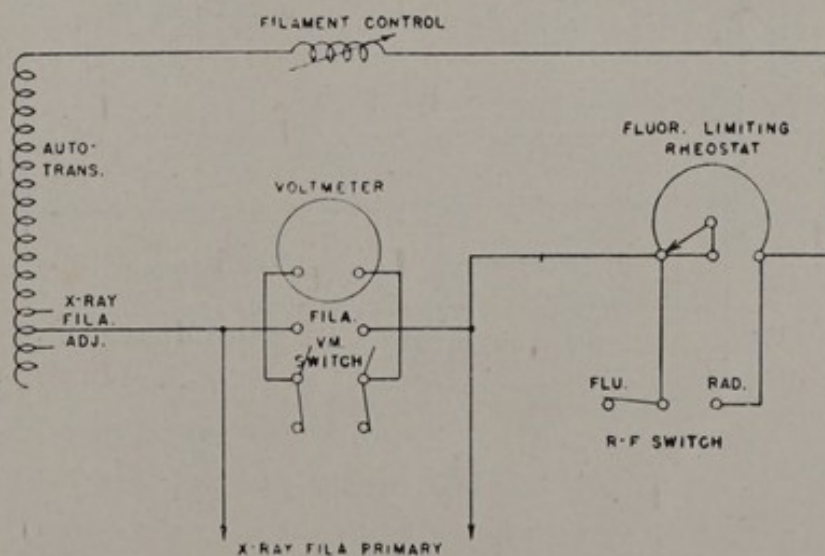 FILAMENT CONTROL
FLUOR. LIMITING
RHEOSTAT
AUTO-
TRANS.
VOLTMETER
X-RAY
FILA.
ADJ.
FILA.
V.M.
SWITCH
FLU.
RAD.
R-F SWITCH
X-RAY FILA PRIMARY